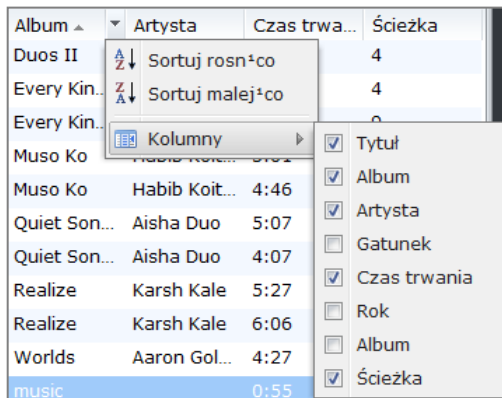 Album Artysta Czas trwa... Ścieżka
Duos II 4
Every Kin... 4
Every Kin...
Muso Ko Habib Koit...
Muso Ko Habib Koit... 4:46
Quiet Son... Aisha Duo 5:07
Quiet Son... Aisha Duo 4:07
Realize Karsh Kale 5:27
Realize Karsh Kale 6:06
Worlds Aaron Gol... 4:27
music 0:55
Sortuj rosn¹co
Sortuj malej¹co
Kolumny
Tytuł
Album
Artysta
Gatunek
Czas trwania
Rok
Album
Ścieżka